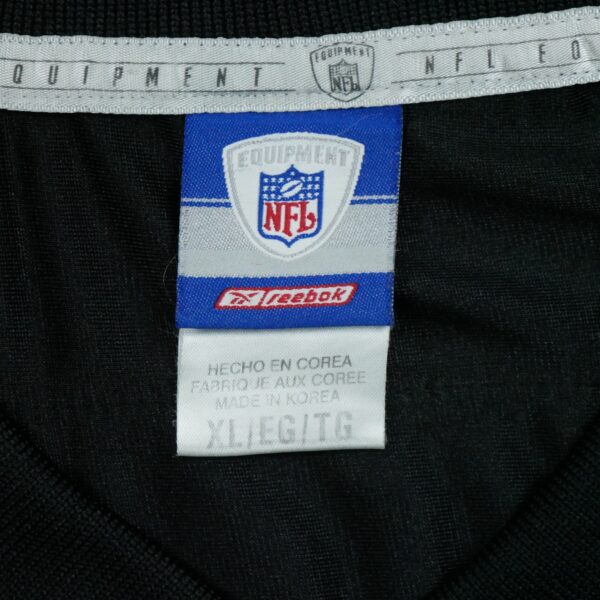 QUIPMENT EQUIPMENT NFL NFL EQ
EQUIPMENT
NFL
reebok
HECHO EN COREA
FABRIQUE AUX COREE
MADE IN KOREA
XL/EG/TG